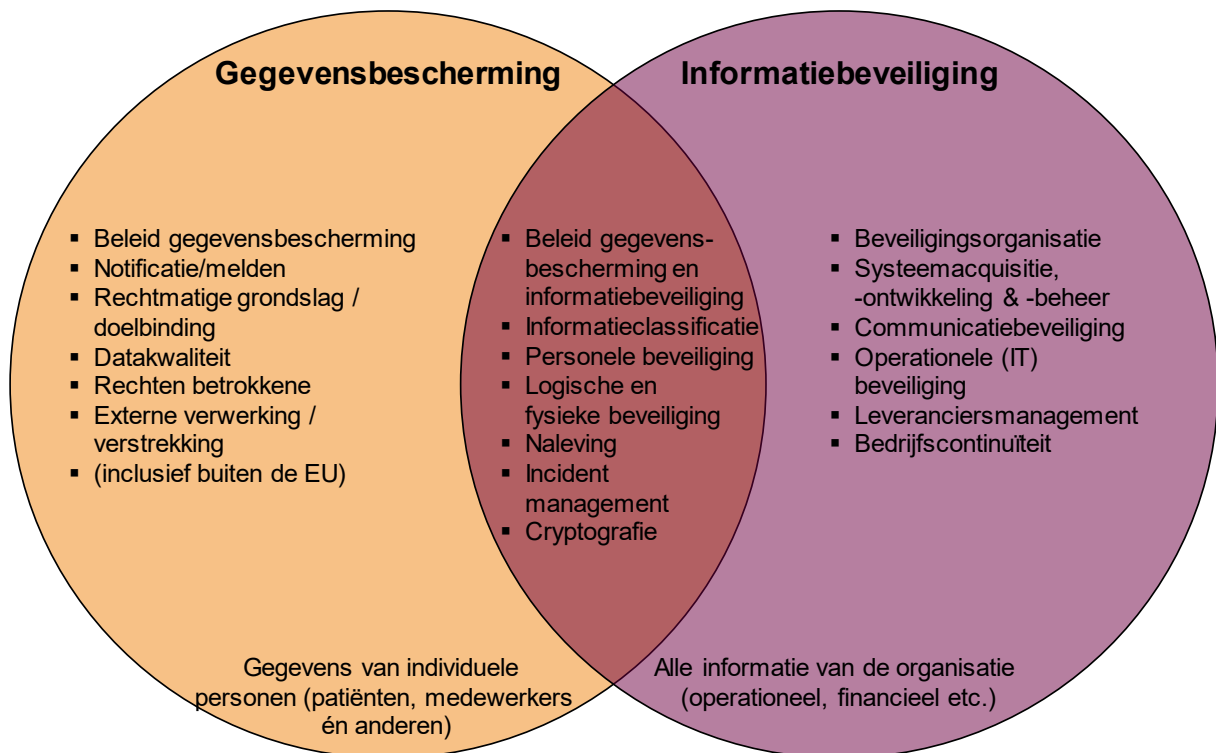 Gegevensbescherming
Informatiebeveiliging
▪ Beleid gegevensbescherming
▪ Notificatie/melden
▪ Rechtmatige grondslag /
doelbinding
▪ Datakwaliteit
▪ Rechten betrokkene
▪ Externe verwerking /
verstrekking
▪ (inclusief buiten de EU)
▪ Beleid gegevens-
bescherming en
informatiebeveiliging
▪ Informatieclassificatie
▪ Personele beveiliging
▪ Logische en
fysieke beveiliging
▪ Naleving
▪ Incident
management
▪ Cryptografie
▪ Beveiligingsorganisatie
▪ Systeemacquisitie,
-ontwikkeling & -beheer
▪ Communicatiebeveiliging
▪ Operationele (IT)
beveiliging
▪ Leveranciersmanagement
▪ Bedrijfscontinuïteit
Gegevens van individuele
personen (patiënten, medewerkers
én anderen)
Alle informatie van de organisatie
(operationeel, financieel etc.)